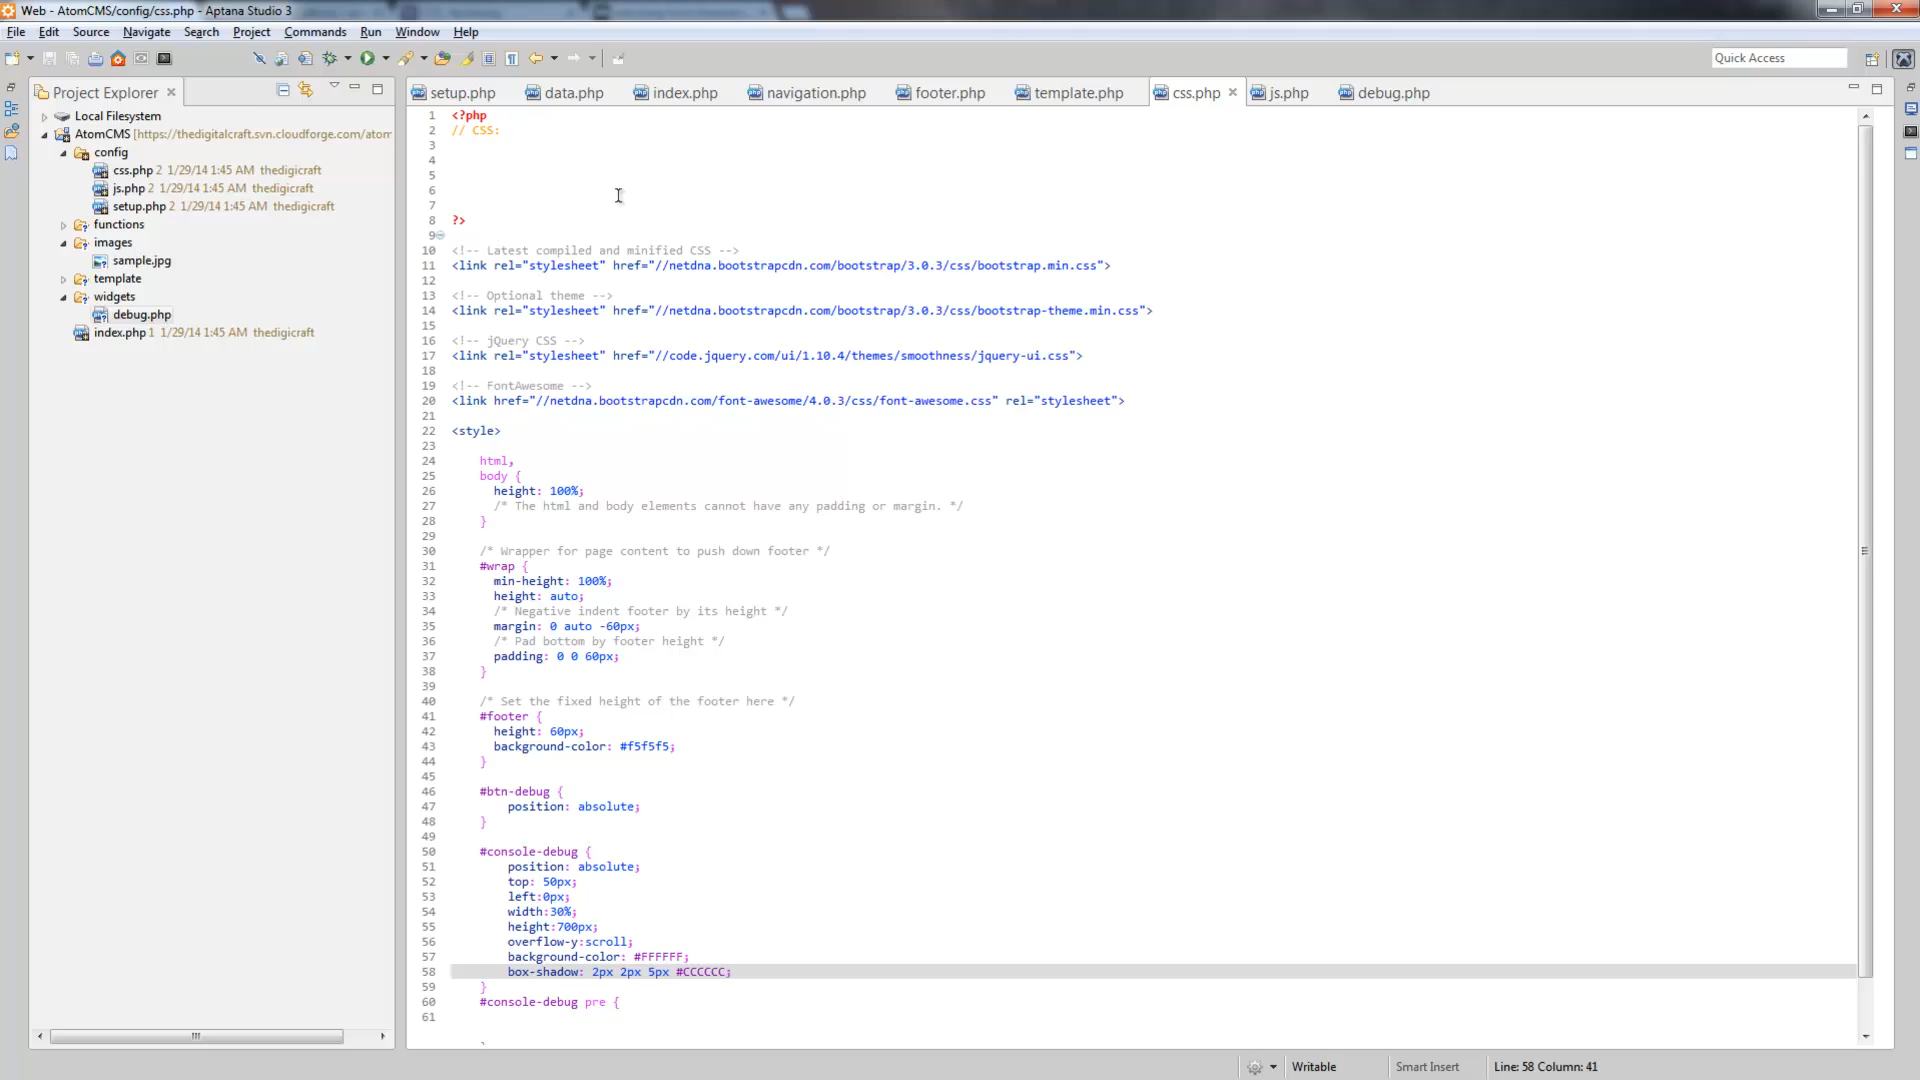 Web - AtomCMS/config/css.php - Aptana Studio 3
File Edit Source Navigate Search Project Commands Run Window Help
Quick Access
Project Explorer
Local Filesystem
AtomCMS [https://thedigitalcraft.svn.cloudforge.com/atom
config
css.php 2 1/29/14 1:45 AM thedigicraft
js.php 2 1/29/14 1:45 AM thedigicraft
setup.php 2 1/29/14 1:45 AM thedigicraft
functions
images
sample.jpg
template
widgets
debug.php
index.php 1 1/29/14 1:45 AM thedigicraft
setup.php data.php index.php navigation.php footer.php template.php css.php js.php debug.php
1 <?php
2 // CSS:
3
4
5
6
7
8 ?>
9
10 <!-- Latest compiled and minified CSS -->
11 <link rel="stylesheet" href="//netdna.bootstrapcdn.com/bootstrap/3.0.3/css/bootstrap.min.css">
12
13 <!-- Optional theme -->
14 <link rel="stylesheet" href="//netdna.bootstrapcdn.com/bootstrap/3.0.3/css/bootstrap-theme.min.css">
15
16 <!-- jQuery CSS -->
17 <link rel="stylesheet" href="//code.jquery.com/ui/1.10.4/themes/smoothness/jquery-ui.css">
18
19 <!-- FontAwesome -->
20 <link href="//netdna.bootstrapcdn.com/font-awesome/4.0.3/css/font-awesome.css" rel="stylesheet">
21
22 <style>
23
24 html,
25 body {
26 height: 100%;
27 /* The html and body elements cannot have any padding or margin. */
28 }
29
30 /* Wrapper for page content to push down footer */
31 #wrap {
32 min-height: 100%;
33 height: auto;
34 /* Negative indent footer by its height */
35 margin: 0 auto -60px;
36 /* Pad bottom by footer height */
37 padding: 0 0 60px;
38 }
39
40 /* Set the fixed height of the footer here */
41 #footer {
42 height: 60px;
43 background-color: #f5f5f5;
44 }
45
46 #btn-debug {
47 position: absolute;
48 }
49
50 #console-debug {
51 position: absolute;
52 top: 50px;
53 left:0px;
54 width:30%;
55 height:700px;
56 overflow-y:scroll;
57 background-color: #FFFFFF;
58 box-shadow: 2px 2px 5px #CCCCCC;
59 }
60 #console-debug pre {
61
Writable Smart Insert Line: 58 Column: 41